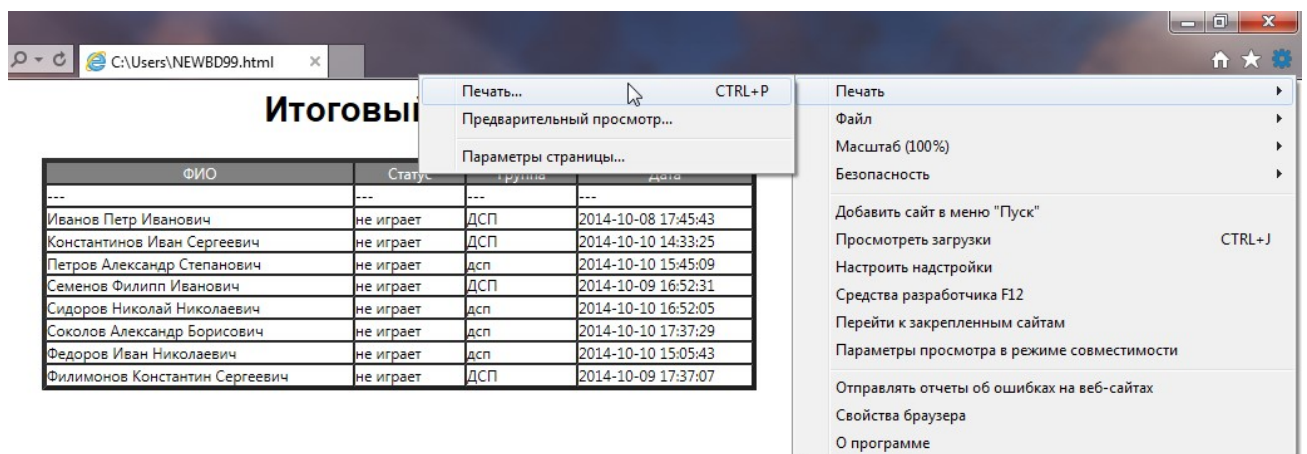 C:\Users\NEWBD99.html
Печать... CTRL+P
Предварительный просмотр...
Параметры страницы...
Печать
Файл
Масштаб (100%)
Безопасность
Добавить сайт в меню "Пуск"
Просмотреть загрузки CTRL+J
Настроить надстройки
Средства разработчика F12
Перейти к закрепленным сайтам
Параметры просмотра в режиме совместимости
Отправлять отчеты об ошибках на веб-сайтах
Свойства браузера
О программе
Итоговый
ФИО Статус Группа Дата
--- --- --- ---
Иванов Петр Иванович не играет ДСП 2014-10-08 17:45:43
Константинов Иван Сергеевич не играет ДСП 2014-10-10 14:33:25
Петров Александр Степанович не играет дсп 2014-10-10 15:45:09
Семенов Филипп Иванович не играет ДСП 2014-10-09 16:52:31
Сидоров Николай Николаевич не играет дсп 2014-10-10 16:52:05
Соколов Александр Борисович не играет дсп 2014-10-10 17:37:29
Федоров Иван Николаевич не играет дсп 2014-10-10 15:05:43
Филимонов Константин Сергеевич не играет ДСП 2014-10-09 17:37:07